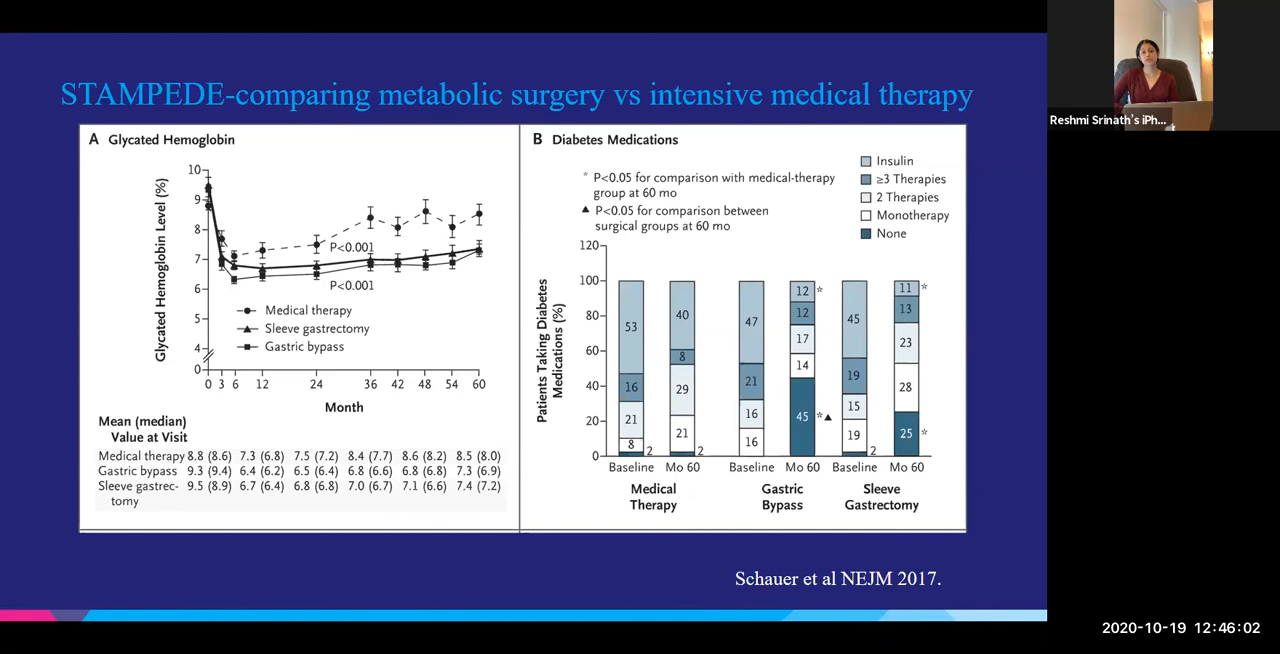 STAMPEDE-comparing metabolic surgery vs intensive medical therapy
Reshmi Srinath's iPh...
A Glycated Hemoglobin
Glycated Hemoglobin Level (%)
10
9
8
7
6
5
4
0
P<0.001
P<0.001
Medical therapy
Sleeve gastrectomy
Gastric bypass
0 3 6 12 24 36 42 48 54 60
Month
Mean (median)
Value at Visit
Medical therapy 8.8 (8.6) 7.3 (6.8) 7.5 (7.2) 8.4 (7.7) 8.6 (8.2) 8.5 (8.0)
Gastric bypass 9.3 (9.4) 6.4 (6.2) 6.5 (6.4) 6.8 (6.6) 6.8 (6.8) 7.3 (6.9)
Sleeve gastrec- 9.5 (8.9) 6.7 (6.4) 6.8 (6.8) 7.0 (6.7) 7.1 (6.6) 7.4 (7.2)
tomy
B Diabetes Medications
* P<0.05 for comparison with medical-therapy
group at 60 mo
▲ P<0.05 for comparison between
surgical groups at 60 mo
Insulin
≥3 Therapies
2 Therapies
Monotherapy
None
Patients Taking Diabetes
Medications (%)
120
100
80
60
40
20
0
53
16
21
8
2
40
8
29
21
2
47
21
16
16
12 *
12
17
14
45 *▲
45
19
15
19
2
11 *
13
23
28
25 *
Baseline Mo 60 Baseline Mo 60 Baseline Mo 60
Medical Gastric Sleeve
Therapy Bypass Gastrectomy
Schauer et al NEJM 2017.
2020-10-19 12:46:02